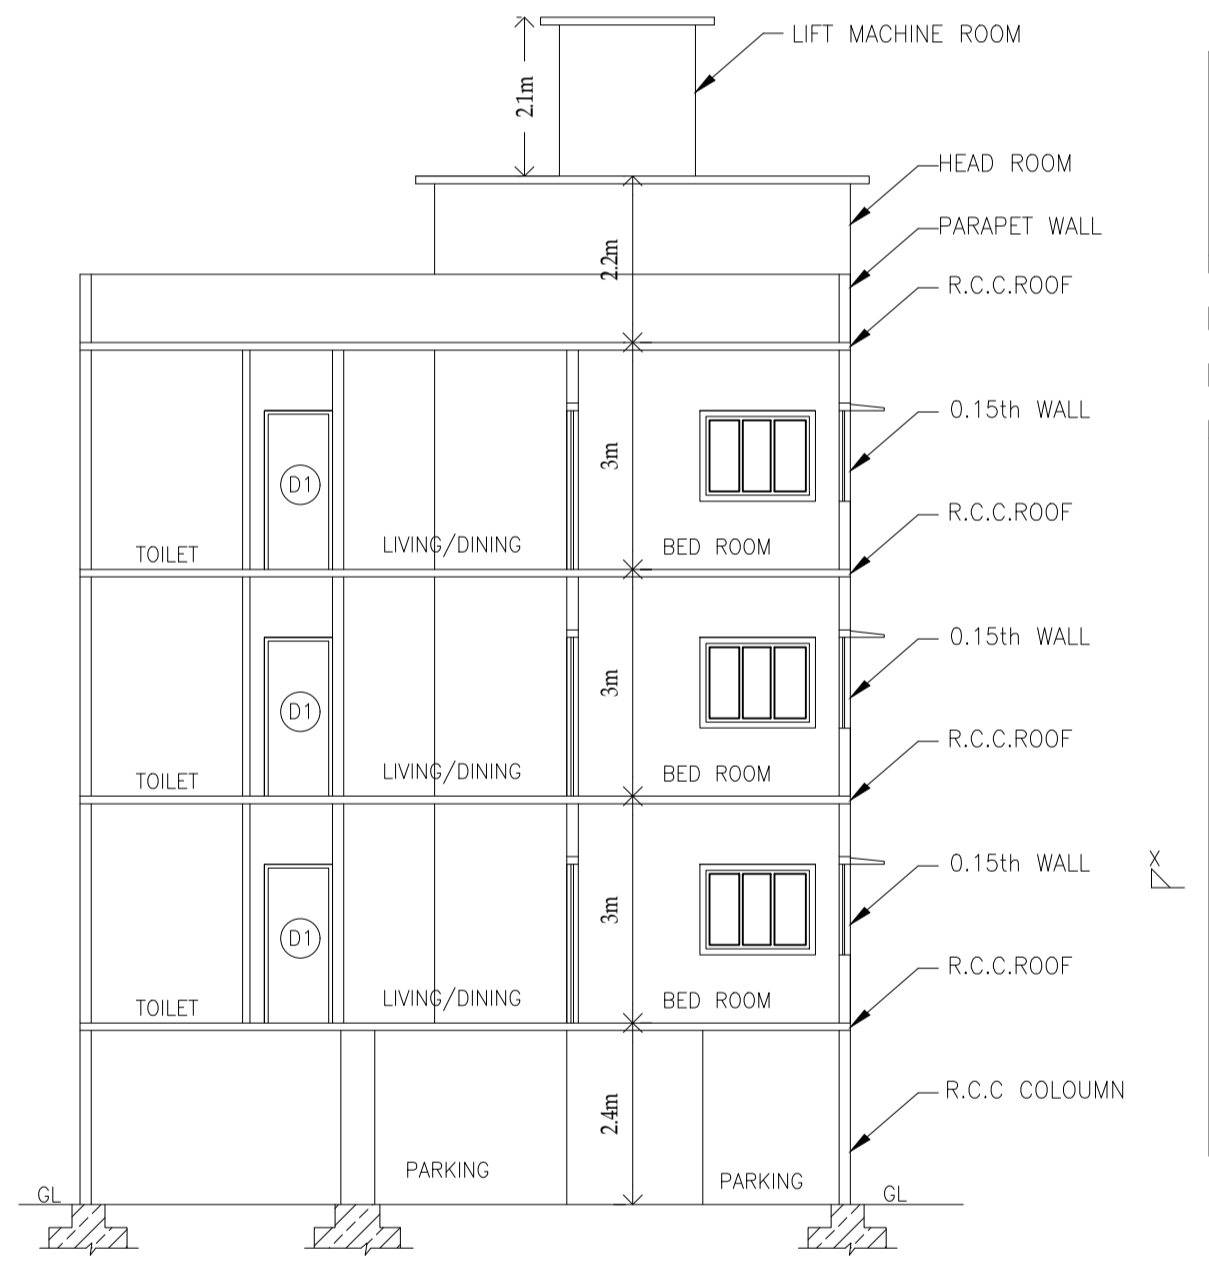 LIFT MACHINE ROOM
2.1m
HEAD ROOM
PARAPET WALL
2.2m
R.C.C.ROOF
0.15th WALL
3m
D1
R.C.C.ROOF
TOILET
LIVING/DINING
BED ROOM
0.15th WALL
3m
D1
R.C.C.ROOF
TOILET
LIVING/DINING
BED ROOM
X
0.15th WALL
3m
D1
R.C.C.ROOF
TOILET
LIVING/DINING
BED ROOM
R.C.C COLOUMN
2.4m
PARKING
PARKING
GL
GL